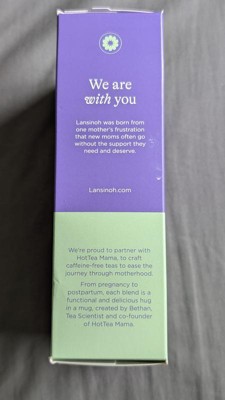 We are
with you
Lansinoh was born from
one mother's frustration
that new moms often go
without the support they
need and deserve.
Lansinoh.com
We're proud to partner with
HotTea Mama, to craft
caffeine-free teas to ease the
journey through motherhood.
From pregnancy to
postpartum, each blend is a
functional and delicious hug
in a mug, created by Bethan,
Tea Scientist and co-founder
of HotTea Mama.